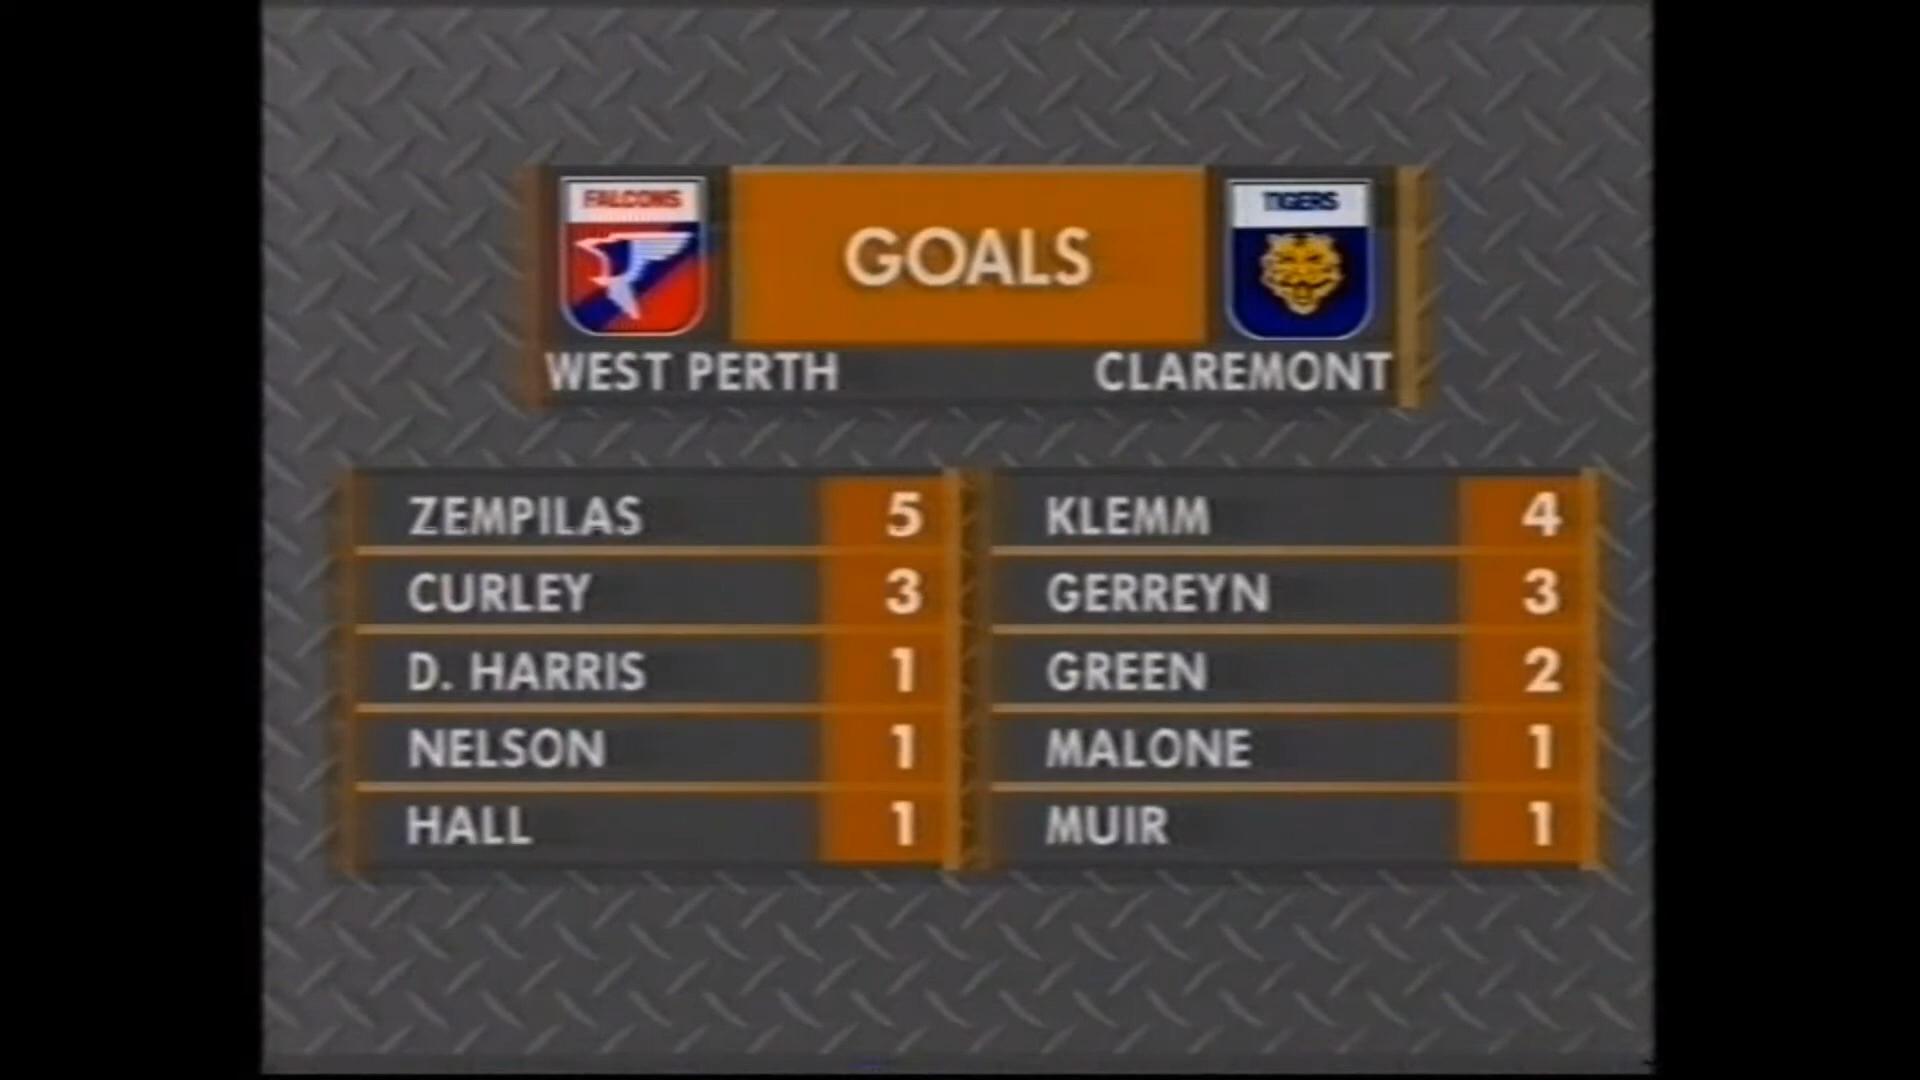 FALCONS
GOALS
TIGERS
WEST PERTH
CLAREMONT
ZEMPILAS 5
KLEMM 4
CURLEY 3
GERREYN 3
D. HARRIS 1
GREEN 2
NELSON 1
MALONE 1
HALL 1
MUIR 1